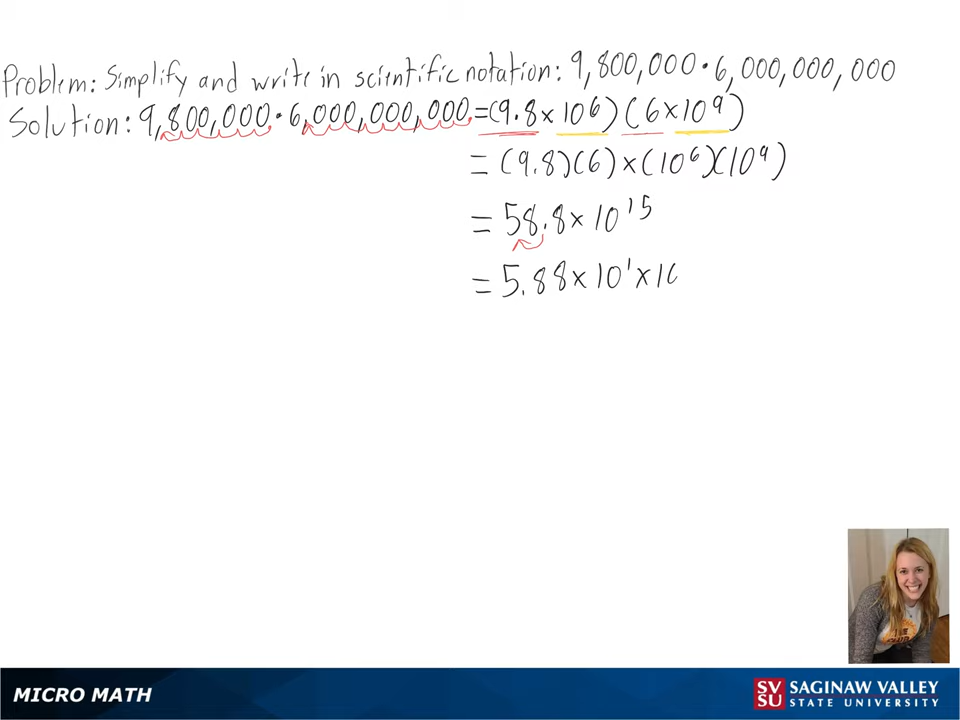 Problem: Simplify and write in scientific notation: 9,800,000 · 6,000,000,000
Solution: 9,800,000 · 6,000,000,000 = (9.8 × 10⁶) (6 × 10⁹)
= (9.8)(6) × (10⁶)(10⁹)
= 58.8 × 10¹⁵
= 5.88 × 10¹ × 10
MICRO MATH
SVSU SAGINAW VALLEY
STATE UNIVERSITY